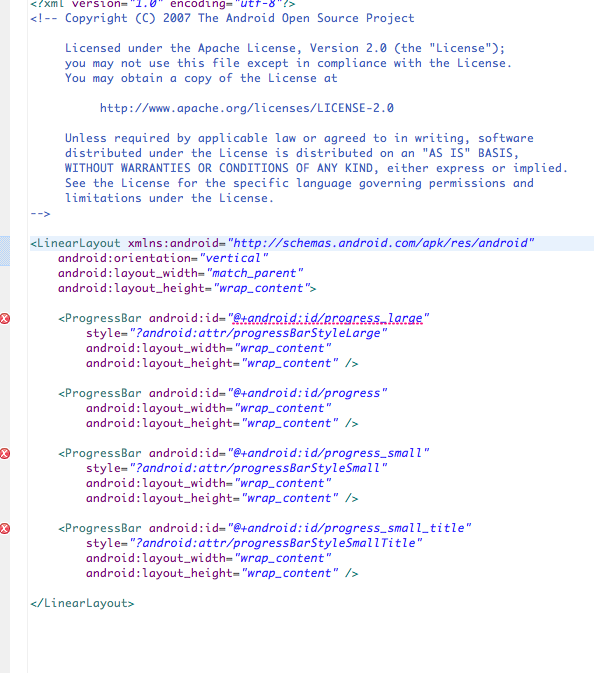 <?xml version="1.0" encoding="utf-8"?>
<!-- Copyright (C) 2007 The Android Open Source Project
Licensed under the Apache License, Version 2.0 (the "License");
you may not use this file except in compliance with the License.
You may obtain a copy of the License at
http://www.apache.org/licenses/LICENSE-2.0
Unless required by applicable law or agreed to in writing, software
distributed under the License is distributed on an "AS IS" BASIS,
WITHOUT WARRANTIES OR CONDITIONS OF ANY KIND, either express or implied.
See the License for the specific language governing permissions and
limitations under the License.
-->
<LinearLayout xmlns:android="http://schemas.android.com/apk/res/android"
android:orientation="vertical"
android:layout_width="match_parent"
android:layout_height="wrap_content">
<ProgressBar android:id="@+android:id/progress_large"
style="?android:attr/progressBarStyleLarge"
android:layout_width="wrap_content"
android:layout_height="wrap_content" />
<ProgressBar android:id="@+android:id/progress"
android:layout_width="wrap_content"
android:layout_height="wrap_content" />
<ProgressBar android:id="@+android:id/progress_small"
style="?android:attr/progressBarStyleSmall"
android:layout_width="wrap_content"
android:layout_height="wrap_content" />
<ProgressBar android:id="@+android:id/progress_small_title"
style="?android:attr/progressBarStyleSmallTitle"
android:layout_width="wrap_content"
android:layout_height="wrap_content" />
</LinearLayout>